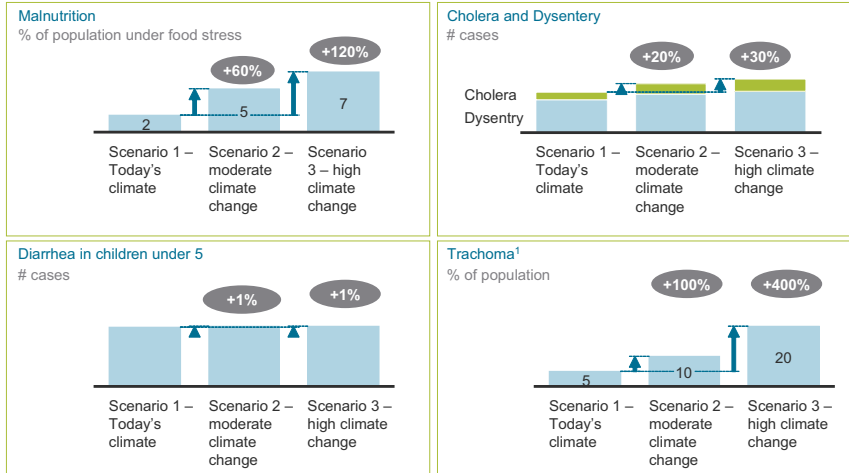 Malnutrition
% of population under food stress
+120%
+60%
2
5
7
Scenario 1 –
Today's
climate
Scenario 2 –
moderate
climate
change
Scenario
3 – high
climate
change
Cholera and Dysentery
# cases
+20%
+30%
Cholera
Dysentry
Scenario 1 –
Today's
climate
Scenario 2 –
moderate
climate
change
Scenario 3 –
high climate
change
Diarrhea in children under 5
# cases
+1%
+1%
Scenario 1 –
Today's
climate
Scenario 2 –
moderate
climate
change
Scenario 3 –
high climate
change
Trachoma¹
% of population
+100%
+400%
5
10
20
Scenario 1 –
Today's
climate
Scenario 2 –
moderate
climate
change
Scenario 3 –
high climate
change